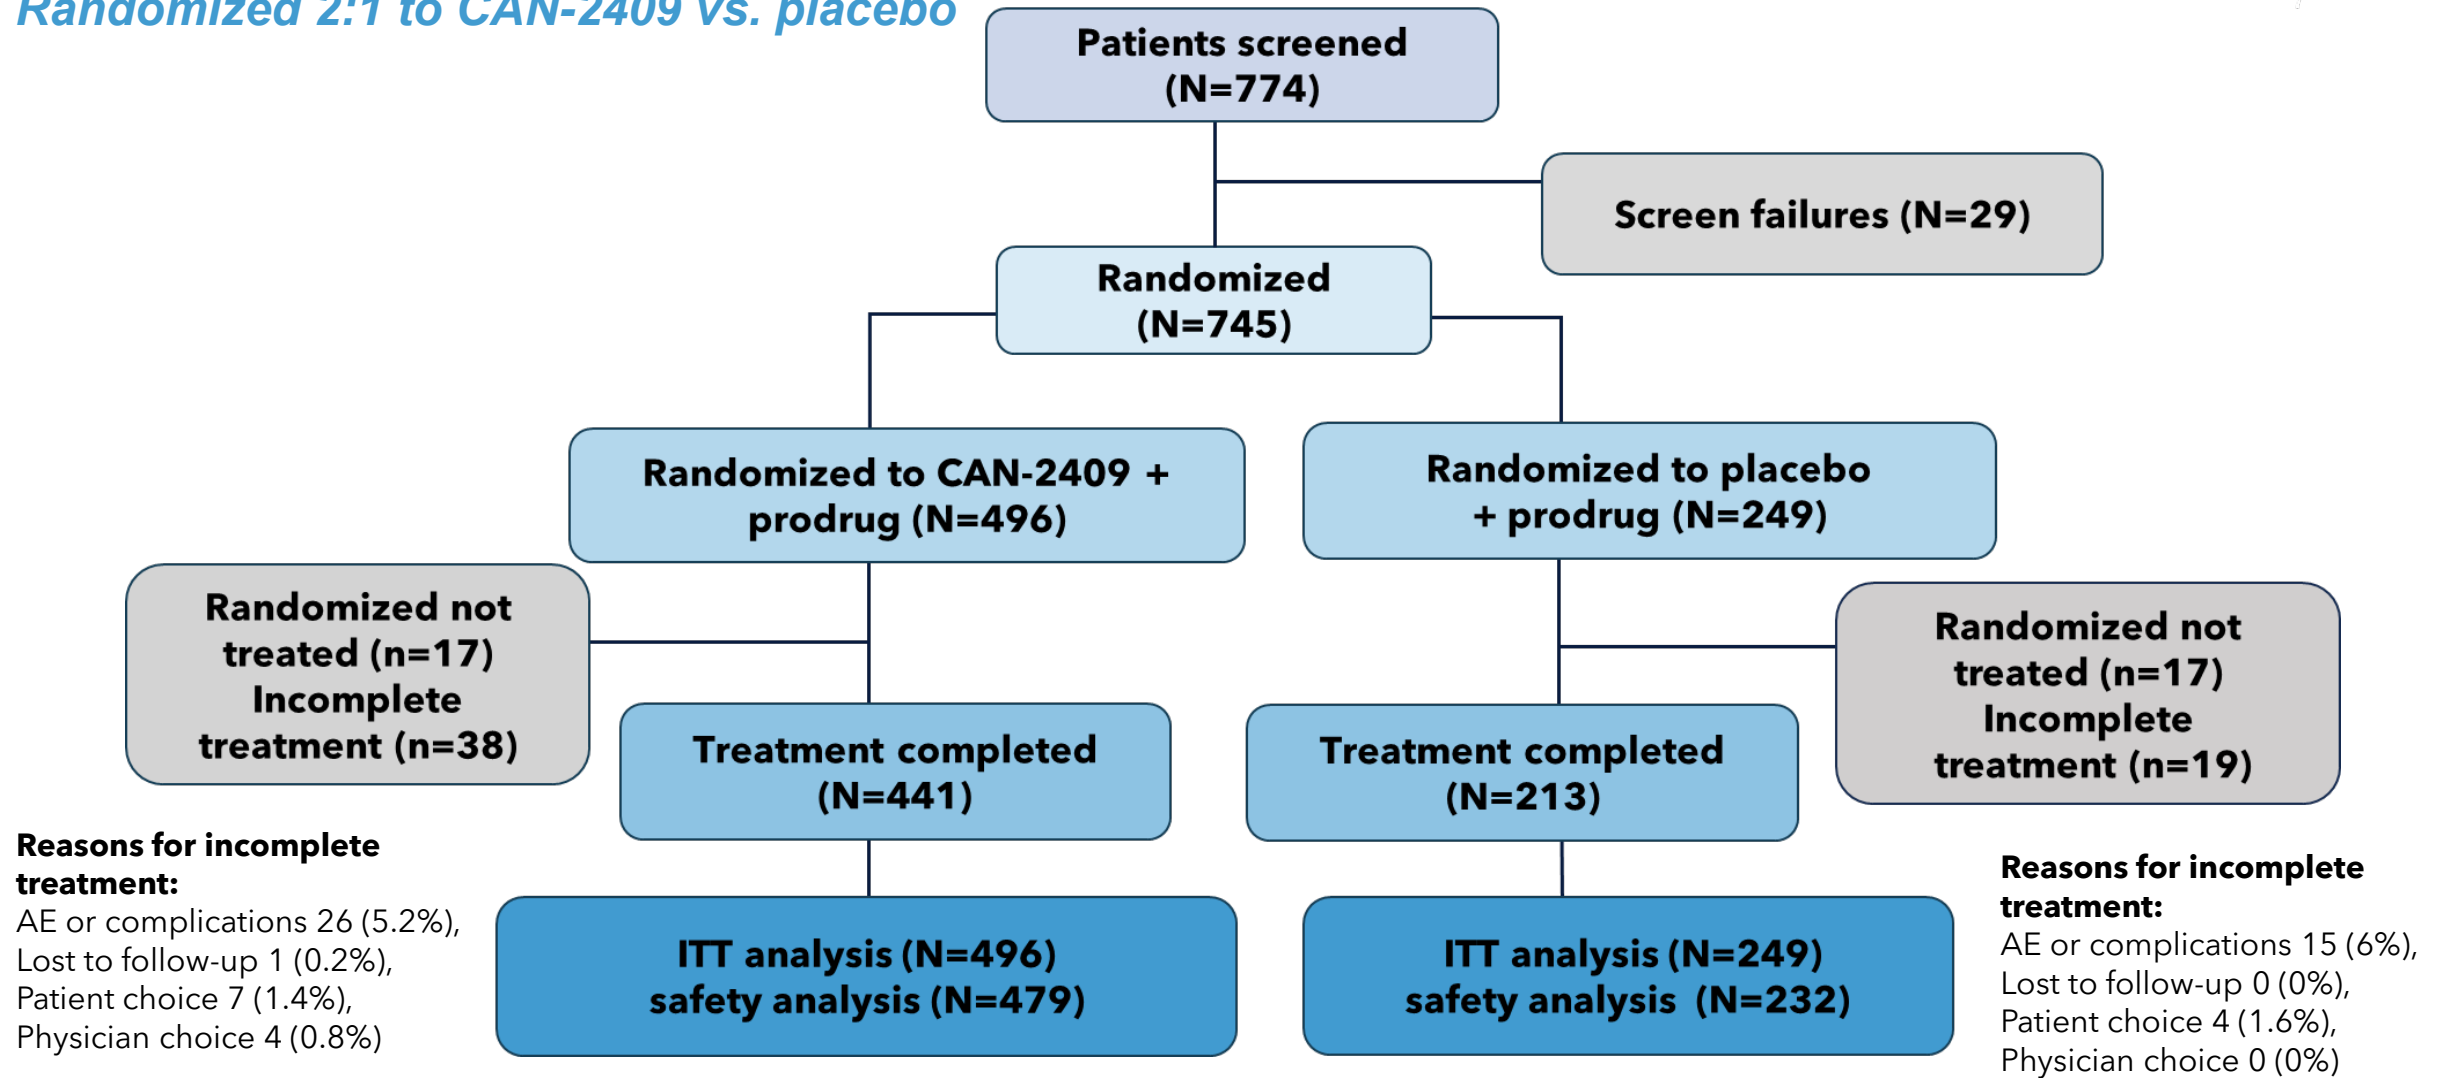 Randomized 2:1 to CAN-2409 vs. placebo
Patients screened
(N=774)
Screen failures (N=29)
Randomized
(N=745)
Randomized to CAN-2409 +
prodrug (N=496)
Randomized to placebo
+ prodrug (N=249)
Randomized not
treated (n=17)
Incomplete
treatment (n=38)
Randomized not
treated (n=17)
Incomplete
treatment (n=19)
Treatment completed
(N=441)
Treatment completed
(N=213)
Reasons for incomplete
treatment:
AE or complications 26 (5.2%),
Lost to follow-up 1 (0.2%),
Patient choice 7 (1.4%),
Physician choice 4 (0.8%)
ITT analysis (N=496)
safety analysis (N=479)
ITT analysis (N=249)
safety analysis (N=232)
Reasons for incomplete
treatment:
AE or complications 15 (6%),
Lost to follow-up 0 (0%),
Patient choice 4 (1.6%),
Physician choice 0 (0%)